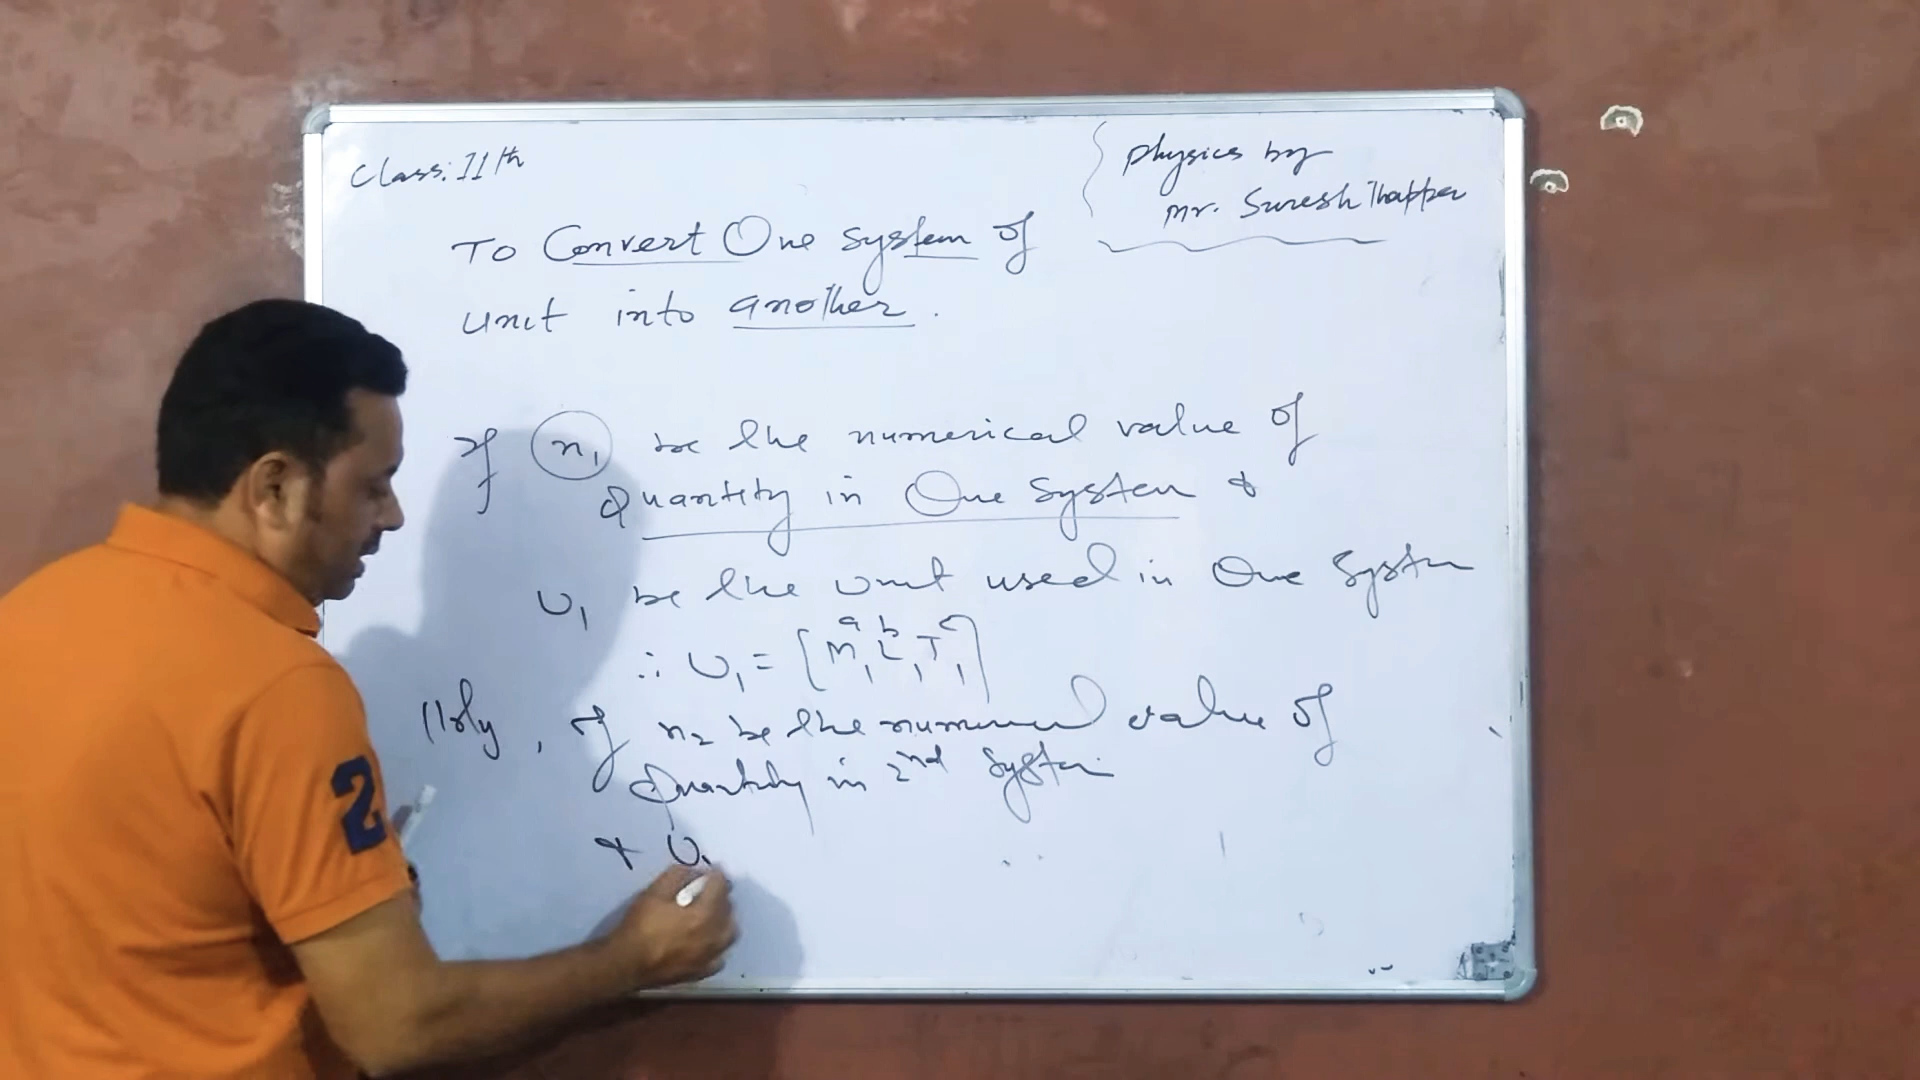 Class: 11th
Physics by
Mr. Suresh Thapper
To Convert One system of
unit into another.
If n₁ be the numerical value of
Quantity in One System &
U₁ be the unit used in One System
∴ U₁ = [M₁ᵃ L₁ᵇ T₁ᶜ]
||rly, if n₂ be the numerical value of
Quantity in 2nd System
& U
2